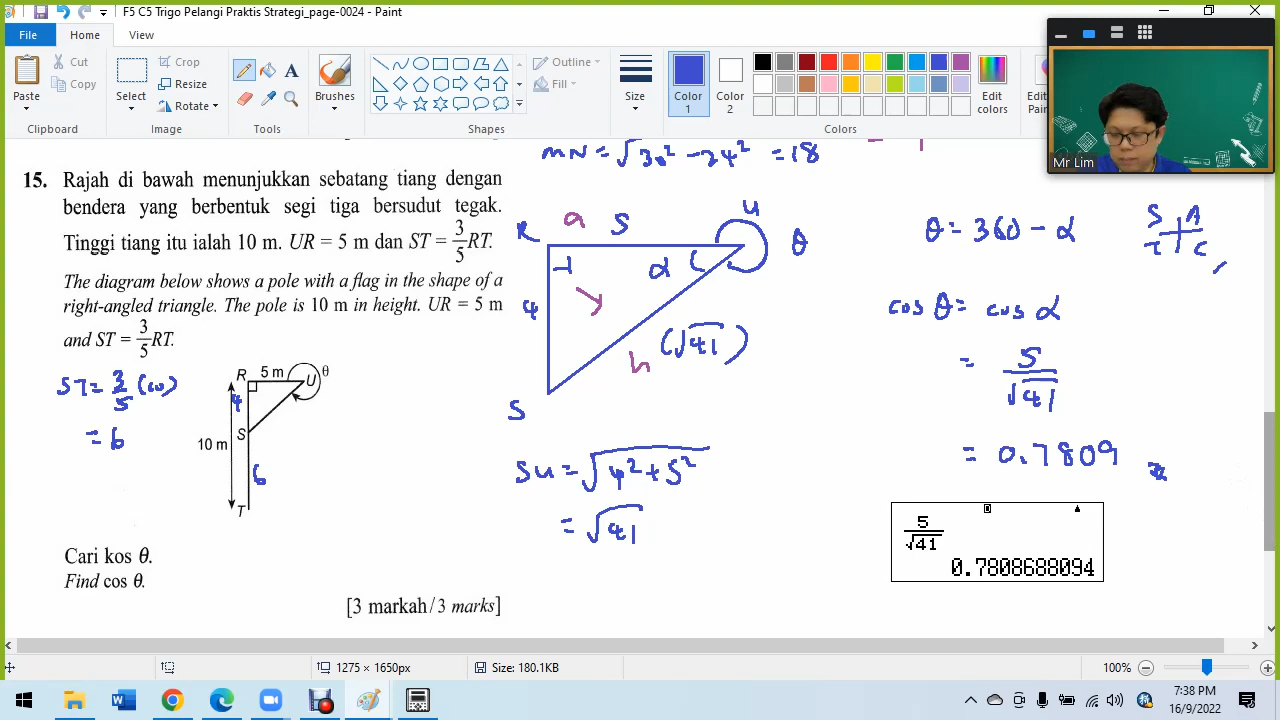 F5 C5 Trigo Pelangi Praktis Strategi_page-0024 - Paint
File Home View
Paste
Cut
Copy
Clipboard
Select
Crop
Resize
Rotate
Image
Tools
Brushes
Shapes
Outline
Fill
Size
Color 1
Color 2
Colors
Edit colors
Edit
Mr Lim
MN = √30² - 24² = 18
15. Rajah di bawah menunjukkan sebatang tiang dengan
bendera yang berbentuk segi tiga bersudut tegak.
Tinggi tiang itu ialah 10 m. UR = 5 m dan ST = 3/5 RT.
The diagram below shows a pole with a flag in the shape of a
right-angled triangle. The pole is 10 m in height. UR = 5 m
and ST = 3/5 RT.
ST = 3/5 (10)
= 6
R 5 m U θ
4
S
10 m
6
T
Cari kos θ.
Find cos θ.
[3 markah/3 marks]
a
R 5 U
θ
α
4
(√41)
h
S
SU = √4² + 5²
= √41
θ = 360 - α
S A
T C
cos θ = cos α
= 5/√41
= 0.7809
5/√41
0.7808688094
1275 × 1650px
Size: 180.1KB
100%
7:38 PM
16/9/2022